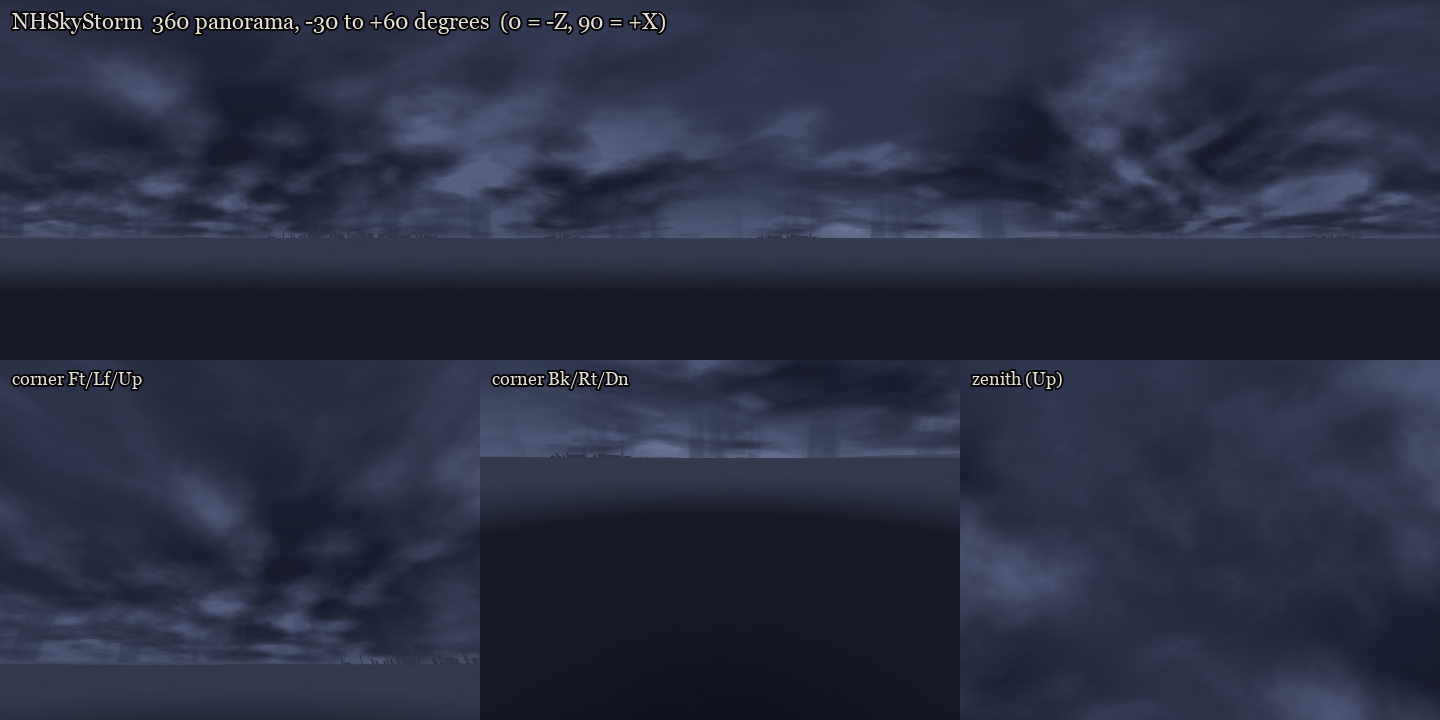 NHSkyStorm 360 panorama, -30 to +60 degrees (0 = -Z, 90 = +X)
corner Ft/Lf/Up
corner Bk/Rt/Dn
zenith (Up)